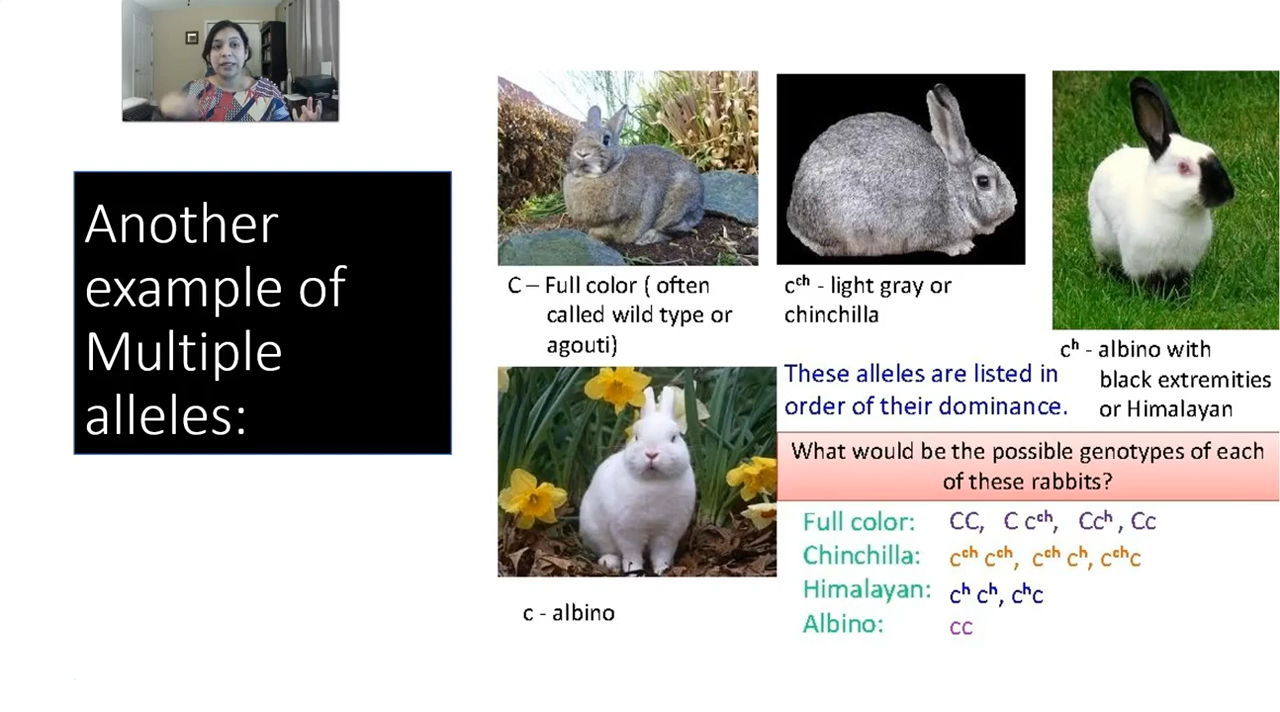 Another
example of
Multiple
alleles:
C – Full color ( often
called wild type or
agouti)
cᶜʰ - light gray or
chinchilla
cʰ - albino with
black extremities
or Himalayan
c - albino
These alleles are listed in
order of their dominance.
What would be the possible genotypes of each
of these rabbits?
Full color: CC, C cᶜʰ, Ccʰ , Cc
Chinchilla: cᶜʰ cᶜʰ, cᶜʰ cʰ, cᶜʰc
Himalayan: cʰ cʰ, cʰc
Albino: cc